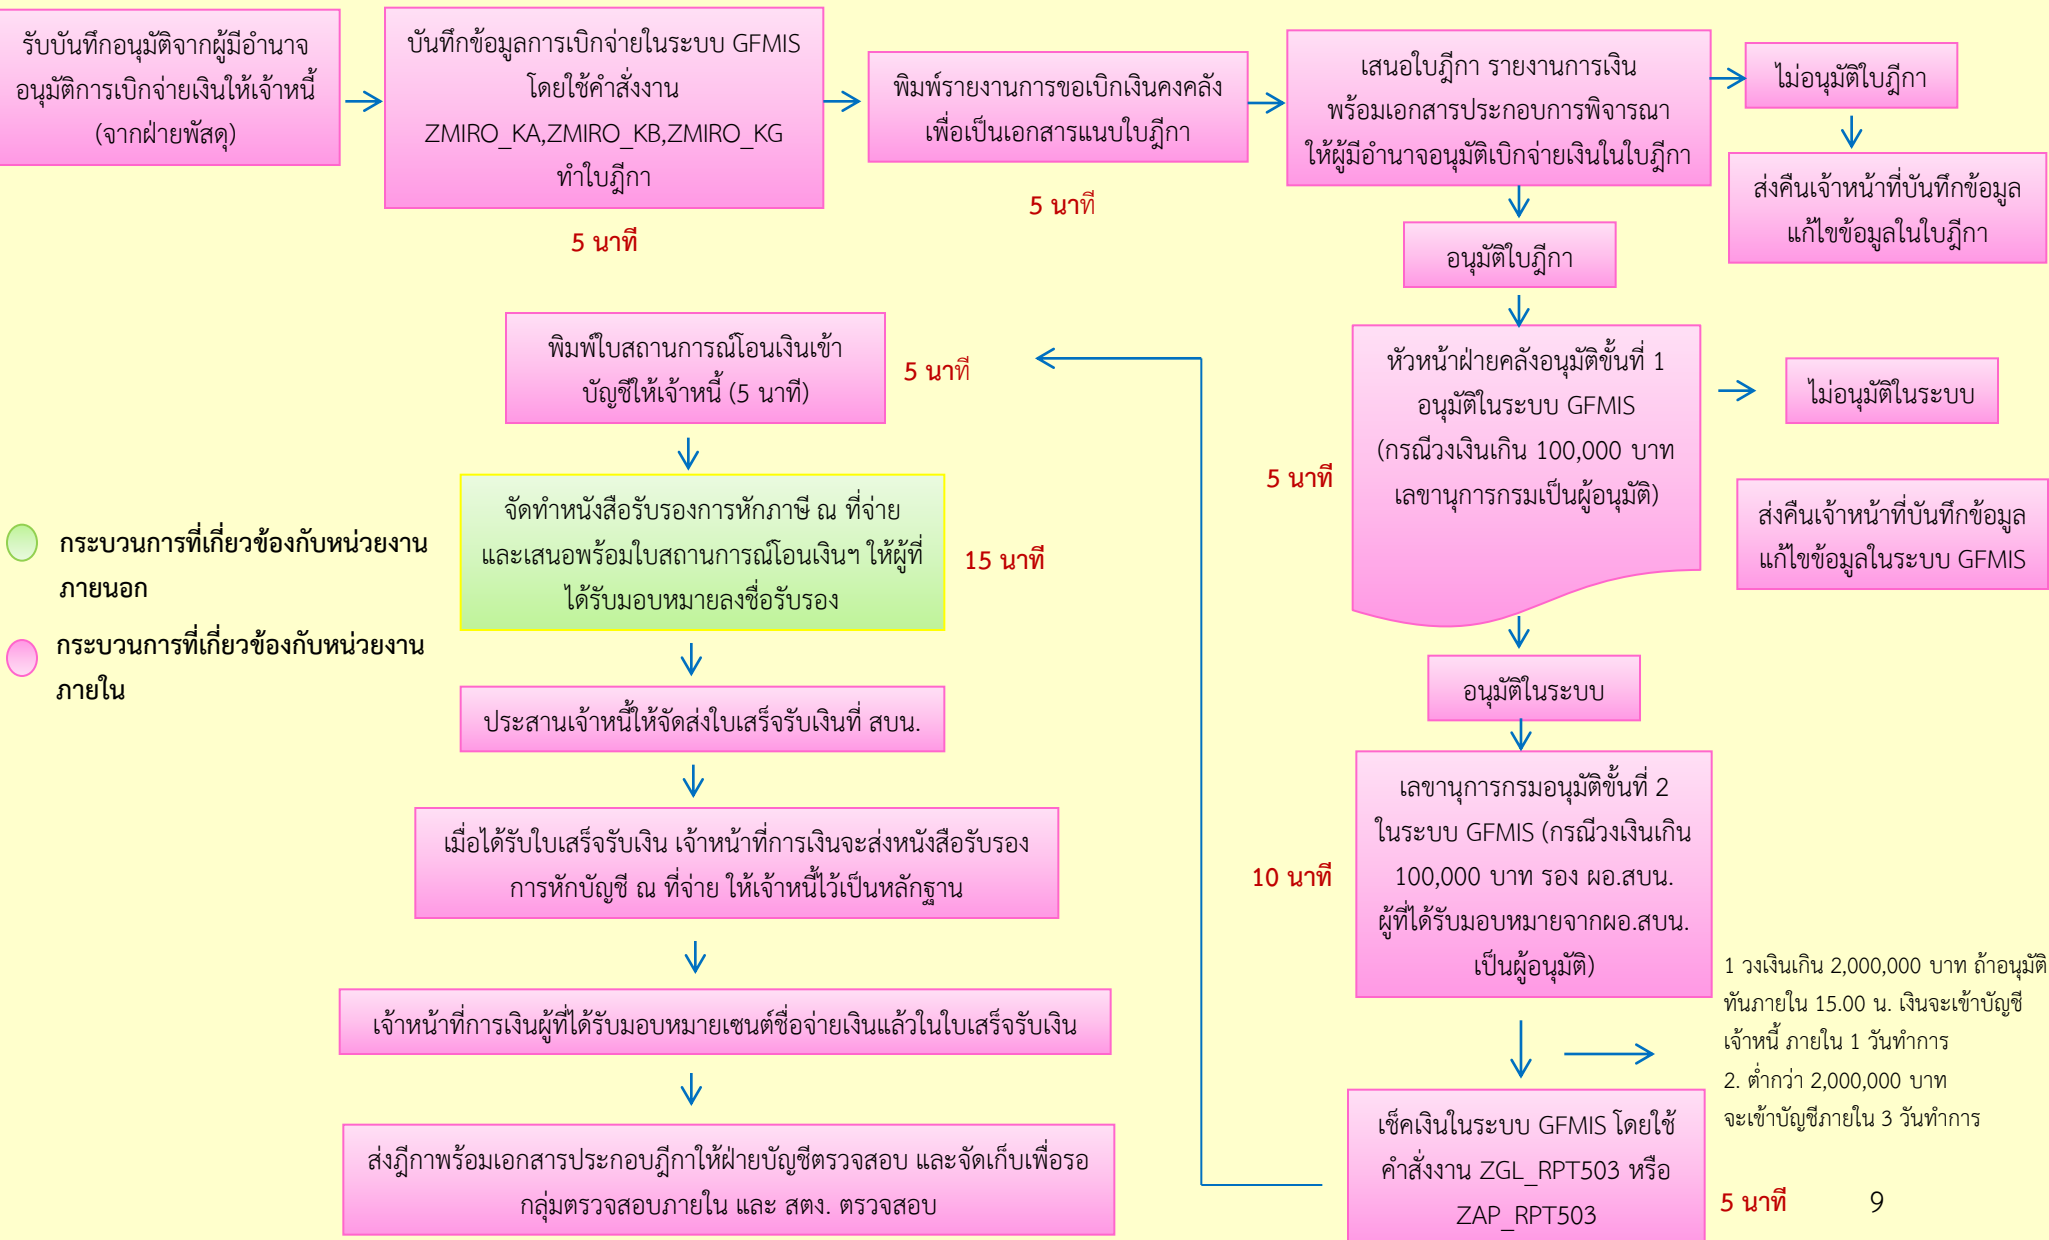 รับบันทึกอนุมัติจากผู้มีอำนาจ
อนุมัติการเบิกจ่ายเงินให้เจ้าหนี้
(จากฝ่ายพัสดุ)
บันทึกข้อมูลการเบิกจ่ายในระบบ GFMIS
โดยใช้คำสั่งงาน
ZMIRO_KA,ZMIRO_KB,ZMIRO_KG
ทำใบฎีกา
5 นาที
พิมพ์รายงานการขอเบิกเงินคงคลัง
เพื่อเป็นเอกสารแนบใบฎีกา
5 นาที
เสนอใบฎีกา รายงานการเงิน
พร้อมเอกสารประกอบการพิจารณา
ให้ผู้มีอำนาจอนุมัติเบิกจ่ายเงินในใบฎีกา
ไม่อนุมัติใบฎีกา
ส่งคืนเจ้าหน้าที่บันทึกข้อมูล
แก้ไขข้อมูลในใบฎีกา
อนุมัติใบฎีกา
หัวหน้าฝ่ายคลังอนุมัติขั้นที่ 1
อนุมัติในระบบ GFMIS
(กรณีวงเงินเกิน 100,000 บาท
เลขานุการกรมเป็นผู้อนุมัติ)
5 นาที
ไม่อนุมัติในระบบ
ส่งคืนเจ้าหน้าที่บันทึกข้อมูล
แก้ไขข้อมูลในระบบ GFMIS
อนุมัติในระบบ
เลขานุการกรมอนุมัติขั้นที่ 2
ในระบบ GFMIS (กรณีวงเงินเกิน
100,000 บาท รอง ผอ.สบน.
ผู้ที่ได้รับมอบหมายจากผอ.สบน.
เป็นผู้อนุมัติ)
10 นาที
1 วงเงินเกิน 2,000,000 บาท ถ้าอนุมัติ
ทันภายใน 15.00 น. เงินจะเข้าบัญชี
เจ้าหนี้ ภายใน 1 วันทำการ
2. ต่ำกว่า 2,000,000 บาท
จะเข้าบัญชีภายใน 3 วันทำการ
เช็คเงินในระบบ GFMIS โดยใช้
คำสั่งงาน ZGL_RPT503 หรือ
ZAP_RPT503
5 นาที
พิมพ์ใบสถานการณ์โอนเงินเข้า
บัญชีให้เจ้าหนี้ (5 นาที)
5 นาที
จัดทำหนังสือรับรองการหักภาษี ณ ที่จ่าย
และเสนอพร้อมใบสถานการณ์โอนเงินฯ ให้ผู้ที่
ได้รับมอบหมายลงชื่อรับรอง
15 นาที
ประสานเจ้าหนี้ให้จัดส่งใบเสร็จรับเงินที่ สบน.
เมื่อได้รับใบเสร็จรับเงิน เจ้าหน้าที่การเงินจะส่งหนังสือรับรอง
การหักบัญชี ณ ที่จ่าย ให้เจ้าหนี้ไว้เป็นหลักฐาน
เจ้าหน้าที่การเงินผู้ที่ได้รับมอบหมายเซนต์ชื่อจ่ายเงินแล้วในใบเสร็จรับเงิน
ส่งฎีกาพร้อมเอกสารประกอบฎีกาให้ฝ่ายบัญชีตรวจสอบ และจัดเก็บเพื่อรอ
กลุ่มตรวจสอบภายใน และ สตง. ตรวจสอบ
กระบวนการที่เกี่ยวข้องกับหน่วยงาน
ภายนอก
กระบวนการที่เกี่ยวข้องกับหน่วยงาน
ภายใน
9